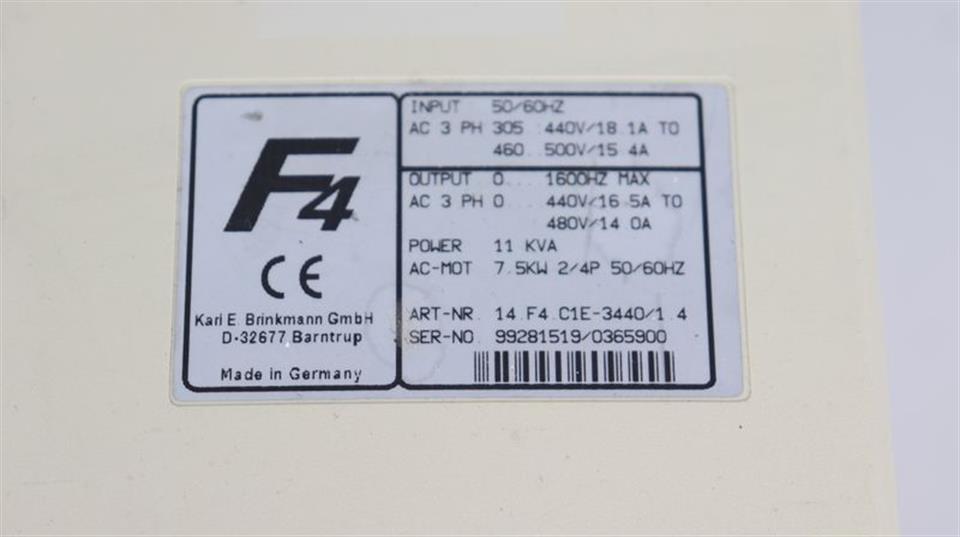 F4
CE
Karl E. Brinkmann GmbH
D-32677 Barntrup
Made in Germany
INPUT 50/60HZ
AC 3 PH 305...440V/18.1A TO
460...500V/15.4A
OUTPUT 0....1600HZ MAX
AC 3 PH 0....440V/16.5A TO
480V/14.0A
POWER 11 KVA
AC-MOT 7.5KW 2/4P 50/60HZ
ART-NR. 14.F4.C1E-3440/1.4
SER-NO. 99281519/0365900